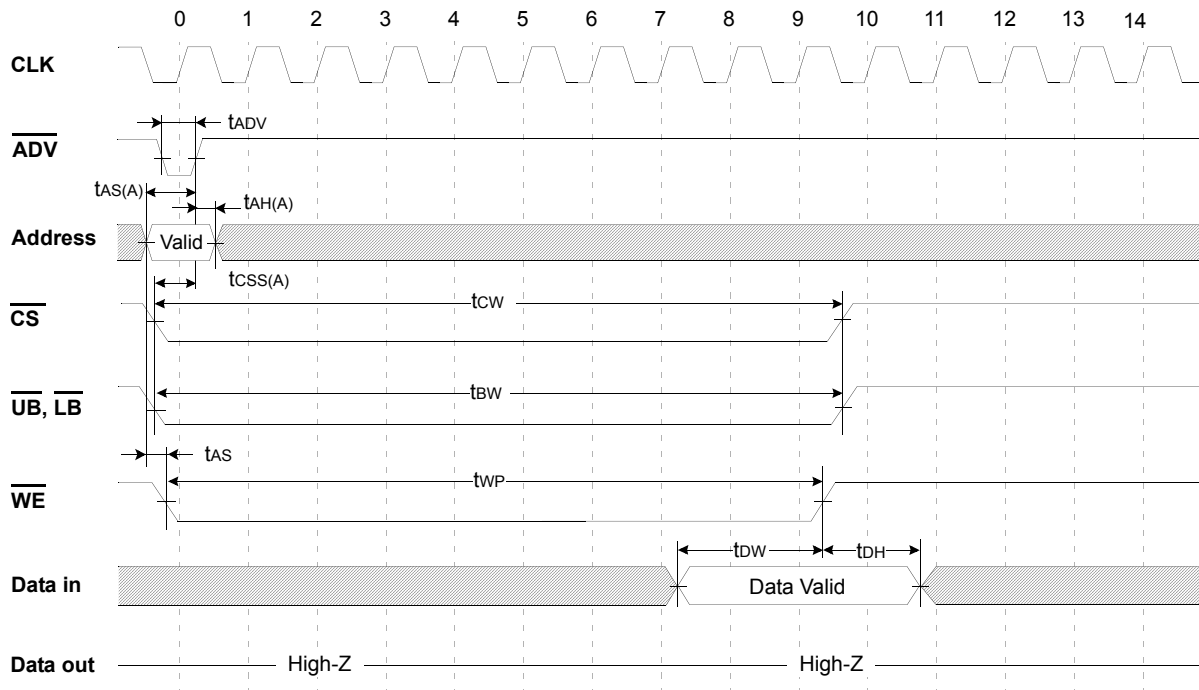 0 1 2 3 4 5 6 7 8 9 10 11 12 13 14
CLK
tADV
ADV
tAS(A)
tAH(A)
Address
Valid
tCSS(A)
CS
tCW
UB, LB
tBW
tAS
WE
tWP
tDW
tDH
Data in
Data Valid
Data out
High-Z
High-Z